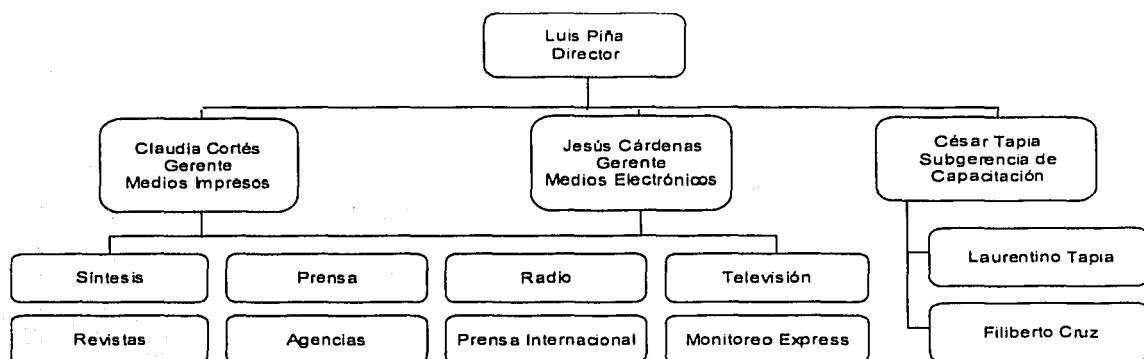 Luis Piña
Director
Claudia Cortés
Gerente
Medios Impresos
Jesús Cárdenas
Gerente
Medios Electrónicos
César Tapia
Subgerencia de
Capacitación
Síntesis
Prensa
Radio
Televisión
Laurentino Tapia
Revistas
Agencias
Prensa Internacional
Monitoreo Express
Filiberto Cruz